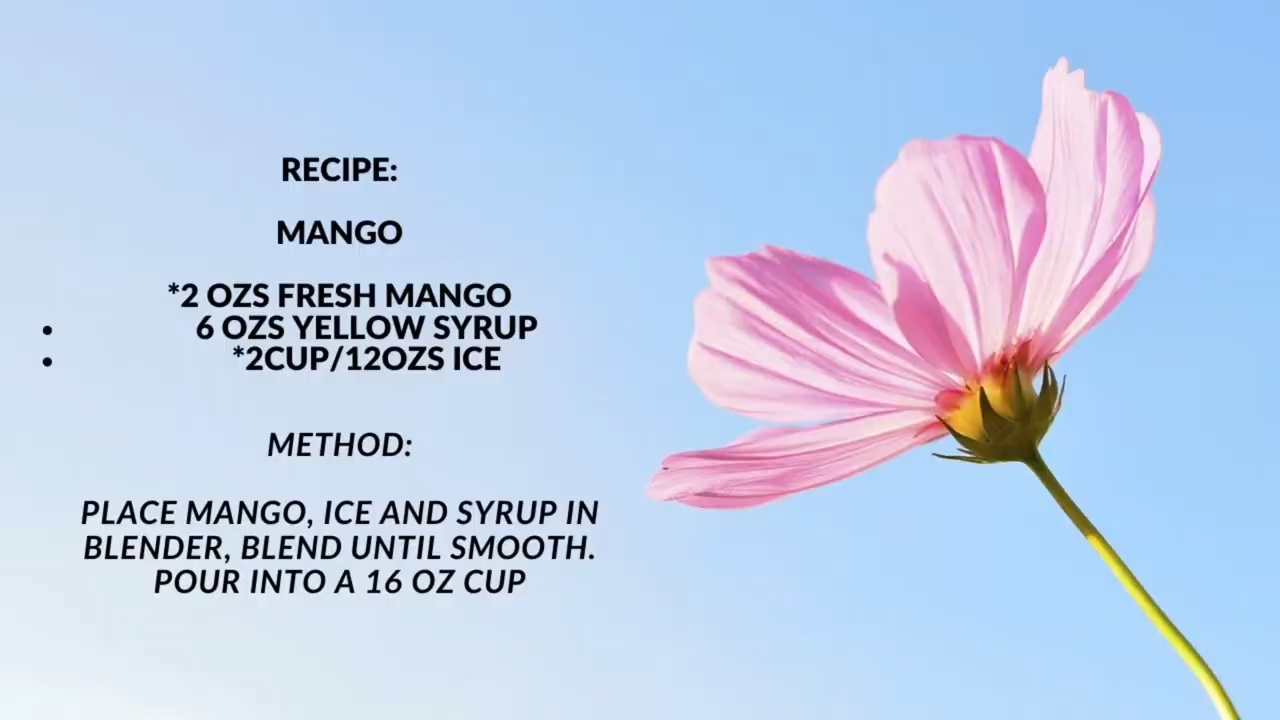 RECIPE:
MANGO
*2 OZS FRESH MANGO
• 6 OZS YELLOW SYRUP
• *2CUP/12OZS ICE
METHOD:
PLACE MANGO, ICE AND SYRUP IN
BLENDER, BLEND UNTIL SMOOTH.
POUR INTO A 16 OZ CUP